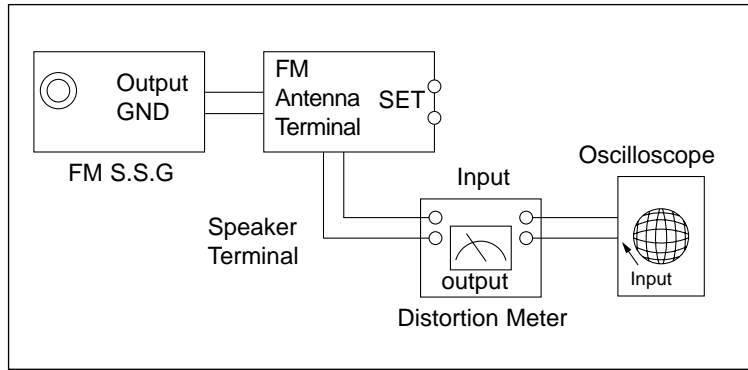 Output
GND
FM S.S.G
FM
Antenna
Terminal
SET
Speaker
Terminal
Input
output
Distortion Meter
Oscilloscope
Input